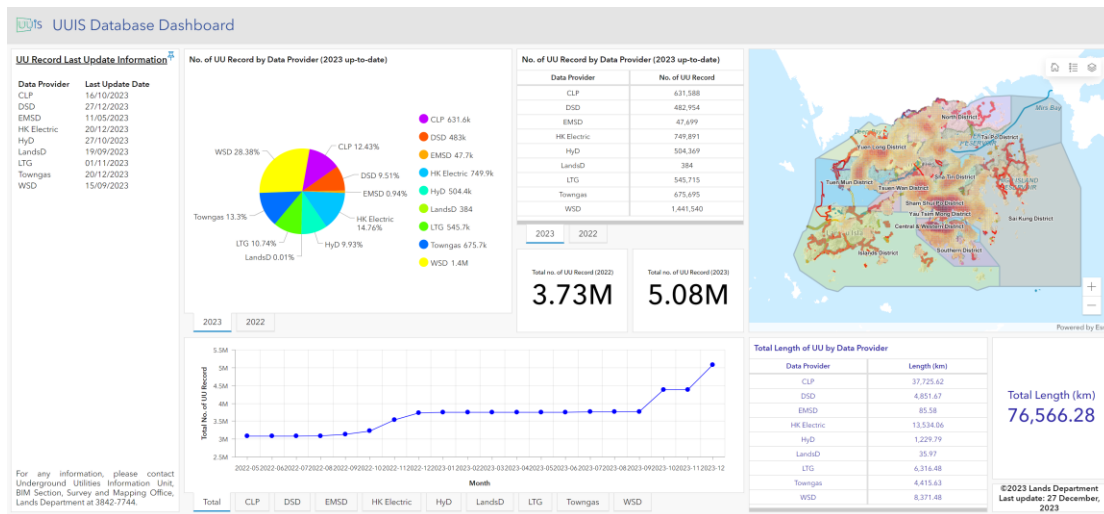 UUIS UUIS Database Dashboard
UU Record Last Update Information
Data Provider Last Update Date
CLP 16/10/2023
DSD 27/12/2023
EMSD 11/05/2023
HK Electric 20/12/2023
HyD 27/10/2023
LandsD 19/09/2023
LTG 01/11/2023
Towngas 20/12/2023
WSD 15/09/2023
For any information, please contact
Underground Utilities Information Unit,
BIM Section, Survey and Mapping Office,
Lands Department at 3842-7744.
No. of UU Record by Data Provider (2023 up-to-date)
WSD 28.38%
CLP 12.43%
DSD 9.51%
EMSD 0.94%
HK Electric
14.76%
HyD 9.93%
LandsD 0.01%
LTG 10.74%
Towngas 13.3%
CLP 631.6k
DSD 483k
EMSD 47.7k
HK Electric 749.9k
HyD 504.4k
LandsD 384
LTG 545.7k
Towngas 675.7k
WSD 1.4M
2023 2022
No. of UU Record by Data Provider (2023 up-to-date)
Data Provider No. of UU Record
CLP 631,588
DSD 482,954
EMSD 47,699
HK Electric 749,891
HyD 504,369
LandsD 384
LTG 545,715
Towngas 675,695
WSD 1,441,540
2023 2022
Total no. of UU Record (2022)
3.73M
Total no. of UU Record (2023)
5.08M
Mirs Bay
North District
Tai Po District
Yuen Long District
Sha Tin District
Tuen Mun District
Tsuen Wan District
Sham Shui Po District
Yau Tsim Mong District
Sai Kung District
Central & Western District
Islands District
Southern District
+
−
Powered by Es
Total No. of UU Record
5.5M
5M
4.5M
4M
3.5M
3M
2.5M
2022-05 2022-06 2022-07 2022-08 2022-09 2022-10 2022-11 2022-12 2023-01 2023-02 2023-03 2023-04 2023-05 2023-06 2023-07 2023-08 2023-09 2023-10 2023-11 2023-12
Month
Total CLP DSD EMSD HK Electric HyD LandsD LTG Towngas WSD
Total Length of UU by Data Provider
Data Provider Length (km)
CLP 37,725.62
DSD 4,851.67
EMSD 85.58
HK Electric 13,534.06
HyD 1,229.79
LandsD 35.97
LTG 6,316.48
Towngas 4,415.63
WSD 8,371.48
Total Length (km)
76,566.28
©2023 Lands Department
Last update: 27 December,
2023